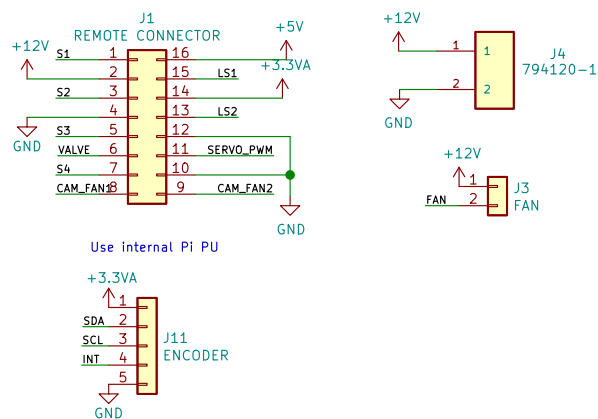 J1
REMOTE CONNECTOR
+12V
+5V
+3.3VA
S1 1 16
2 15 LS1
S2 3 14
4 13 LS2
GND
S3 5 12
VALVE 6 11 SERVO_PWM
S4 7 10
CAM_FAN1 8 9 CAM_FAN2
GND
+12V
1 1
2 2
J4
794120-1
GND
+12V
1
FAN 2
J3
FAN
Use internal Pi PU
+3.3VA
1
SDA 2
SCL 3
INT 4
5
J11
ENCODER
GND